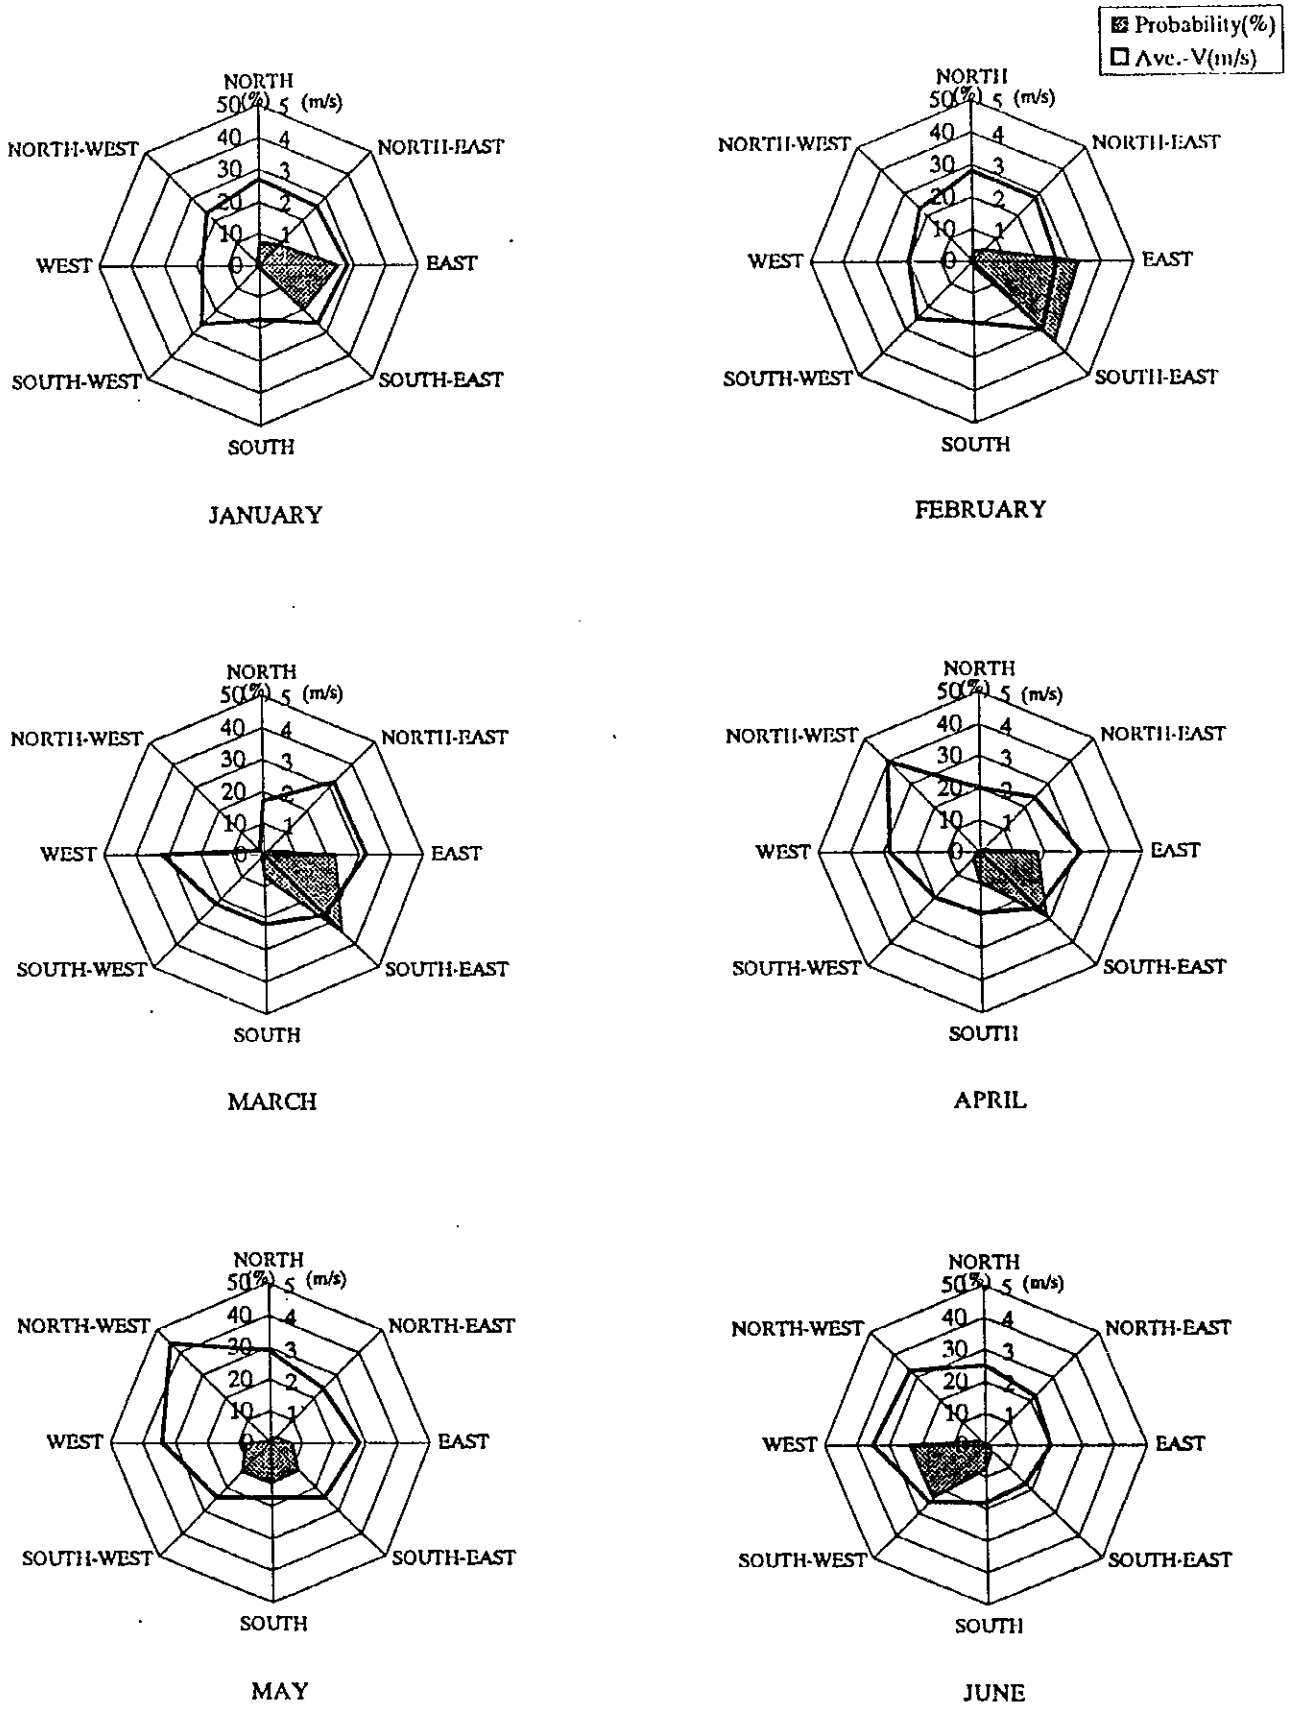 Probability(%)
Ave.-V(m/s)
NORTH
50(%) 5 (m/s)
NORTH-WEST 40 4 NORTH-EAST
30 3
20 2
10 1
WEST 0 EAST
SOUTH-WEST SOUTH-EAST
SOUTH
JANUARY
NORTH
50(%) 5 (m/s)
NORTH-WEST 40 4 NORTH-EAST
30 3
20 2
10 1
WEST 0 EAST
SOUTH-WEST SOUTH-EAST
SOUTH
FEBRUARY
NORTH
50(%) 5 (m/s)
NORTH-WEST 40 4 NORTH-EAST
30 3
20 2
10 1
WEST 0 EAST
SOUTH-WEST SOUTH-EAST
SOUTH
MARCH
NORTH
50(%) 5 (m/s)
NORTH-WEST 40 4 NORTH-EAST
30 3
20 2
10 1
WEST 0 EAST
SOUTH-WEST SOUTH-EAST
SOUTH
APRIL
NORTH
50(%) 5 (m/s)
NORTH-WEST 40 4 NORTH-EAST
30 3
20 2
10 1
WEST 0 EAST
SOUTH-WEST SOUTH-EAST
SOUTH
MAY
NORTH
50(%) 5 (m/s)
NORTH-WEST 40 4 NORTH-EAST
30 3
20 2
10 1
WEST 0 EAST
SOUTH-WEST SOUTH-EAST
SOUTH
JUNE